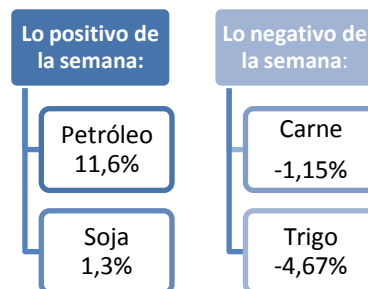 Lo positivo de
la semana:
Petróleo
11,6%
Soja
1,3%
Lo negativo de
la semana:
Carne
-1,15%
Trigo
-4,67%